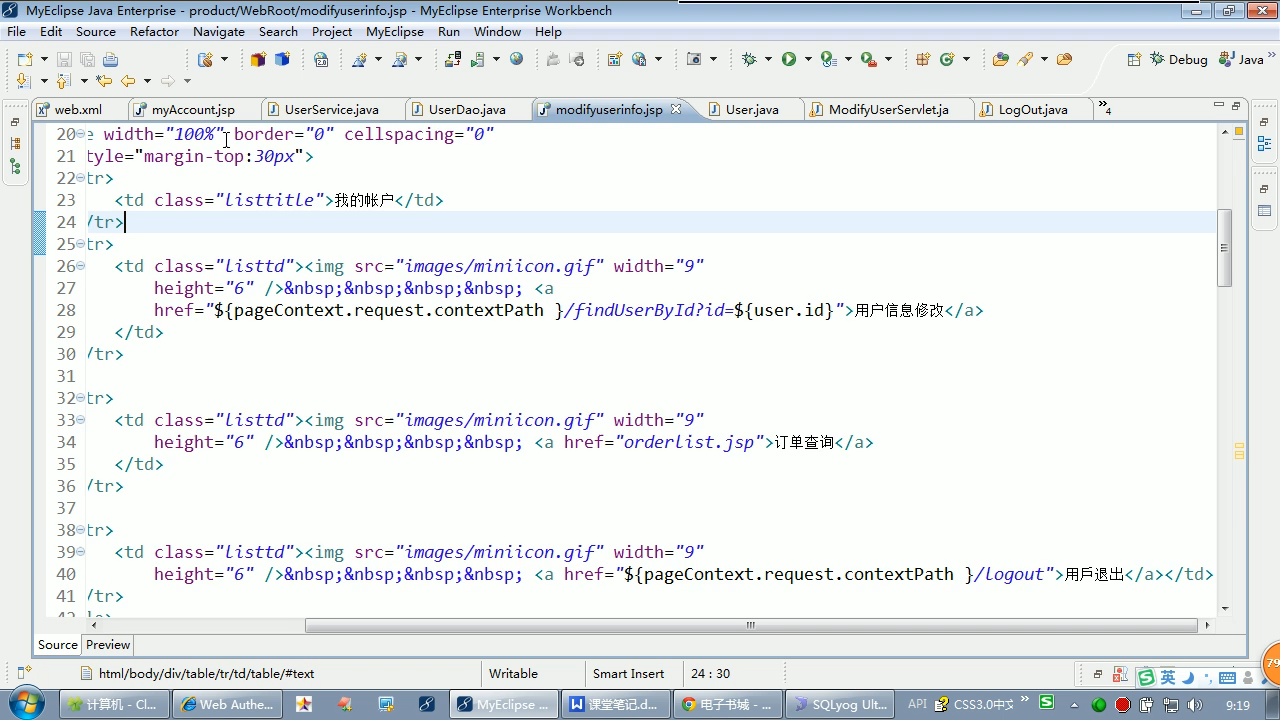 MyEclipse Java Enterprise - product/WebRoot/modifyuserinfo.jsp - MyEclipse Enterprise Workbench
File Edit Source Refactor Navigate Search Project MyEclipse Run Window Help
Debug Java »
web.xml myAccount.jsp UserService.java UserDao.java modifyuserinfo.jsp User.java ModifyUserServlet.ja LogOut.java »4
20 e width="100%" border="0" cellspacing="0"
21 tyle="margin-top:30px">
22 tr>
23 <td class="listtitle">我的帐户</td>
24 /tr>
25 tr>
26 <td class="listtd"><img src="images/miniicon.gif" width="9"
27 height="6" />&nbsp;&nbsp;&nbsp;&nbsp; <a
28 href="${pageContext.request.contextPath }/findUserById?id=${user.id}">用户信息修改</a>
29 </td>
30 /tr>
31
32 tr>
33 <td class="listtd"><img src="images/miniicon.gif" width="9"
34 height="6" />&nbsp;&nbsp;&nbsp;&nbsp; <a href="orderlist.jsp">订单查询</a>
35 </td>
36 /tr>
37
38 tr>
39 <td class="listtd"><img src="images/miniicon.gif" width="9"
40 height="6" />&nbsp;&nbsp;&nbsp;&nbsp; <a href="${pageContext.request.contextPath }/logout">用戶退出</a></td>
41 /tr>
Source Preview
html/body/div/table/tr/td/table/#text Writable Smart Insert 24 : 30
79
英
计算机 - Cl... Web Authe... MyEclipse ... 课堂笔记.d... 电子书城 - ... SQLyog Ult... API CSS3.0中文 » 9:19